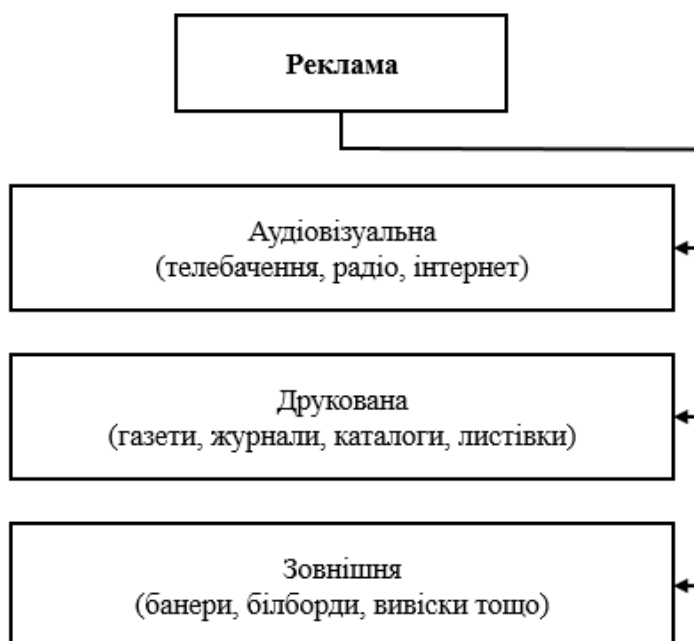 Реклама
Аудіовізуальна
(телебачення, радіо, інтернет)
Друкована
(газети, журнали, каталоги, листівки)
Зовнішня
(банери, білборди, вивіски тощо)